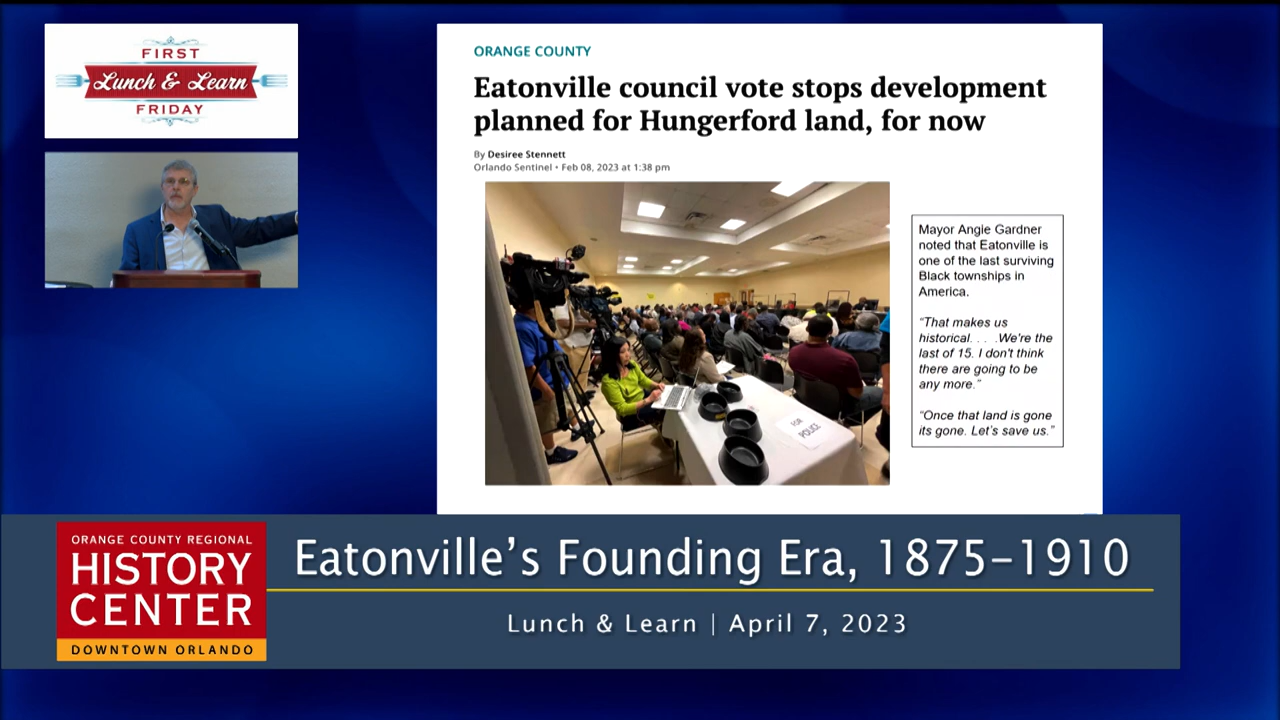 FIRST
Lunch & Learn
FRIDAY
ORANGE COUNTY
Eatonville council vote stops development
planned for Hungerford land, for now
By Desiree Stennett
Orlando Sentinel • Feb 08, 2023 at 1:38 pm
FOR
POLICE
Mayor Angie Gardner
noted that Eatonville is
one of the last surviving
Black townships in
America.
“That makes us
historical. . . .We're the
last of 15. I don't think
there are going to be
any more.”
“Once that land is gone
its gone. Let’s save us.”
ORANGE COUNTY REGIONAL
HISTORY
CENTER
DOWNTOWN ORLANDO
Eatonville’s Founding Era, 1875–1910
Lunch & Learn | April 7, 2023